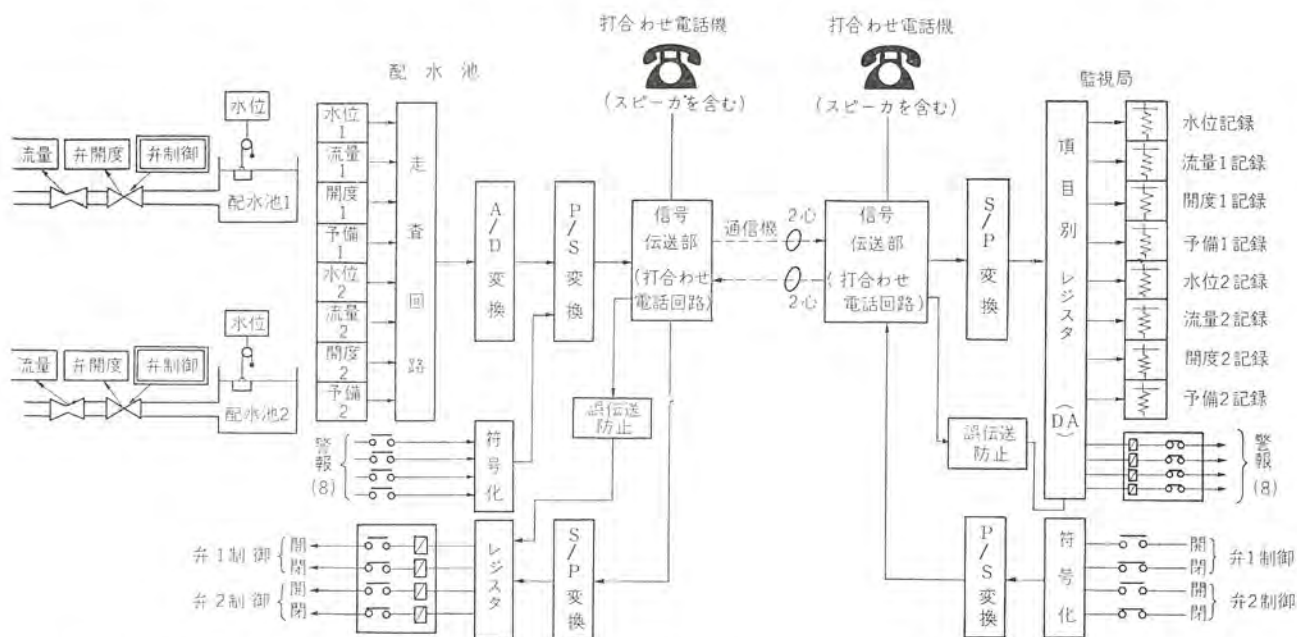 打合わせ電話機
(スピーカを含む)
打合わせ電話機
(スピーカを含む)
配水池
監視局
水位
流量
弁開度
弁制御
配水池1
水位
流量
弁開度
弁制御
配水池2
水位1
流量1
開度1
予備1
水位2
流量2
開度2
予備2
走査回路
A/D変換
P/S変換
信号
伝送部
(打合わせ
電話回路)
通信機
2心
2心
信号
伝送部
(打合わせ
電話回路)
S/P変換
項目別レジスタ(DA)
水位記録
流量1記録
開度1記録
予備1記録
水位2記録
流量2記録
開度2記録
予備2記録
警報(8)
警報(8)
符号化
誤伝送
防止
誤伝送
防止
弁1制御
開
閉
弁2制御
開
閉
レジスタ
S/P変換
P/S変換
符号化
開
閉
弁1制御
開
閉
弁2制御